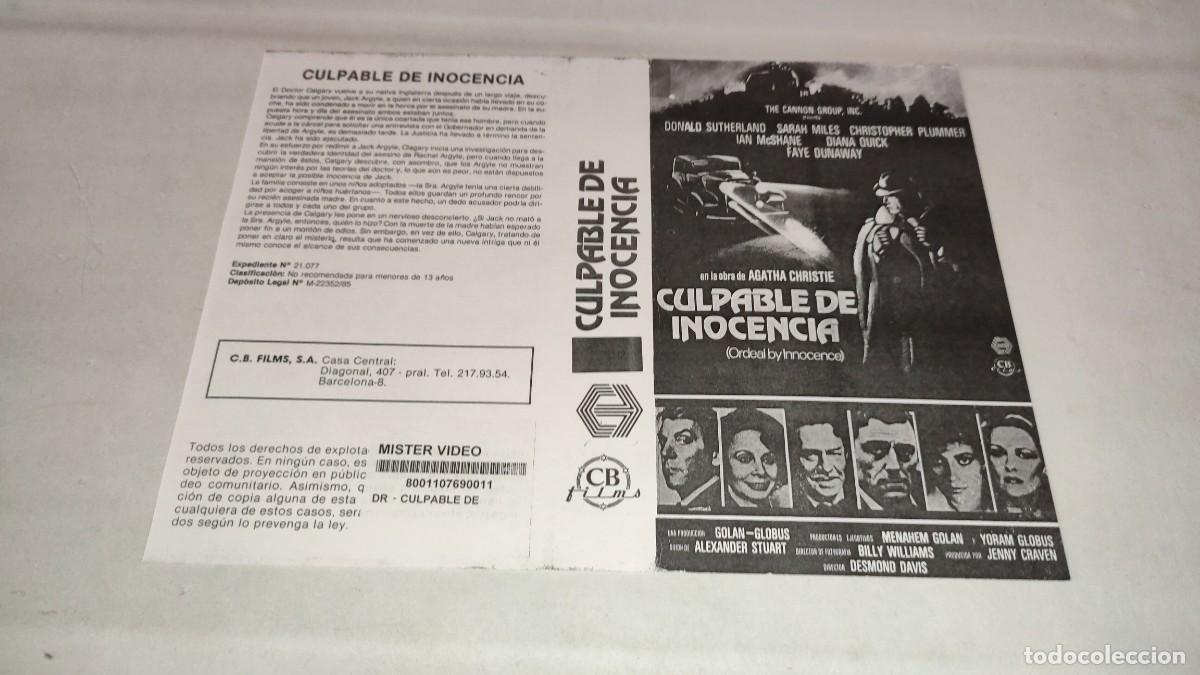 CULPABLE DE INOCENCIA
El Doctor Calgary vuelve a su nativa Inglaterra después de un largo viaje, descu-
briendo que un joven, Jack Argyle, a quien en cierta ocasión había llevado en su co-
che, ha sido condenado a morir en la horca por el asesinato de su madre. En la su-
puesta hora y día del asesinato ambos estaban juntos.
Calgary comprende que él es la única coartada que tenía ese hombre, pero cuando
acude a la cárcel para solicitar una entrevista con el Gobernador en demanda de la
libertad de Argyle, es demasiado tarde. La Justicia ha llevado a término la senten-
cia. Jack ha sido ejecutado.
En su esfuerzo por redimir a Jack Argyle, Clagary inicia una investigación para des-
cubrir la verdadera identidad del asesino de Rachel Argyle, pero cuando llega a la
mansión de éstos, Calgary descubre, con asombro, que los Argyle no muestran
ningún interés por las teorías del doctor y, lo que aún es peor, no están dispuestos
a aceptar la posible inocencia de Jack.
La familia consiste en unos niños adoptados —la Sra. Argyle tenía una cierta debili-
dad por acoger a niños huérfanos—. Todos ellos guardan un profundo rencor por
su recién asesinada madre. En cuanto a este hecho, un dedo acusador podría diri-
girse a todos y cada uno del grupo.
La presencia de Calgary les pone en un nervioso desconcierto. ¿Si Jack no mató a
la Sra. Argyle, entonces, quién lo hizo? Con la muerte de la madre habían esperado
poner fin a un montón de odios. Sin embargo, en vez de ello, Calgary, tratando de
poner en claro el misterio, resulta que ha comenzado una nueva intriga que ni él
mismo conoce el alcance de sus consecuencias.
Expediente Nº 21.077
Clasificación: No recomendada para menores de 13 años
Depósito Legal Nº M-22352/85
C.B. FILMS, S.A. Casa Central:
Diagonal, 407 - pral. Tel. 217.93.54.
Barcelona-8.
Todos los derechos de explota
reservados. En ningún caso, es
objeto de proyección en públic
deo comunitario. Asimismo, q
ción de copia alguna de esta
cualquiera de estos casos, será
dos según lo prevenga la ley.
MISTER VIDEO
8001107690011
DR - CULPABLE DE
CULPABLE DE
INOCENCIA
CB
films
THE CANNON GROUP, INC.
DONALD SUTHERLAND SARAH MILES CHRISTOPHER PLUMMER
IAN McSHANE DIANA QUICK
FAYE DUNAWAY
en la obra de AGATHA CHRISTIE
CULPABLE DE
INOCENCIA
(Ordeal by Innocence)
CB
films
UNA PRODUCCION GOLAN-GLOBUS PRODUCTORES EJECUTIVOS MENAHEM GOLAN Y YORAM GLOBUS
GUION DE ALEXANDER STUART DIRECTOR DE FOTOGRAFIA BILLY WILLIAMS PRODUCIDA POR JENNY CRAVEN
DIRECTOR DESMOND DAVIS
todocoleccion